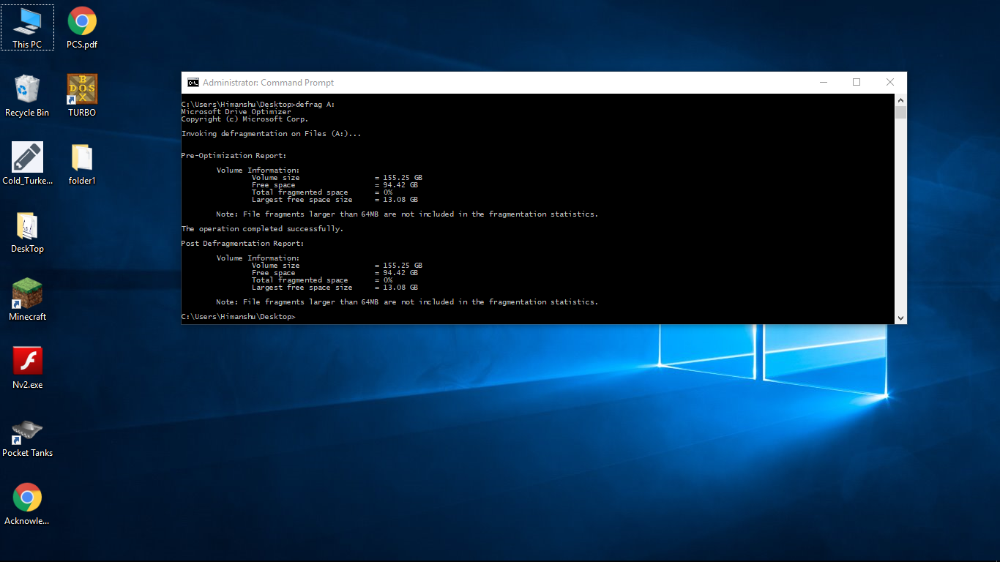 This PC
PCS.pdf
Recycle Bin
B
DOS
X
TURBO
Cold_Turke...
folder1
DeskTop
Minecraft
Nv2.exe
Pocket Tanks
Acknowle...
C:\. Administrator: Command Prompt
C:\Users\Himanshu\Desktop>defrag A:
Microsoft Drive Optimizer
Copyright (c) Microsoft Corp.
Invoking defragmentation on Files (A:)...
Pre-Optimization Report:
Volume Information:
Volume size = 155.25 GB
Free space = 94.42 GB
Total fragmented space = 0%
Largest free space size = 13.08 GB
Note: File fragments larger than 64MB are not included in the fragmentation statistics.
The operation completed successfully.
Post Defragmentation Report:
Volume Information:
Volume size = 155.25 GB
Free space = 94.42 GB
Total fragmented space = 0%
Largest free space size = 13.08 GB
Note: File fragments larger than 64MB are not included in the fragmentation statistics.
C:\Users\Himanshu\Desktop>